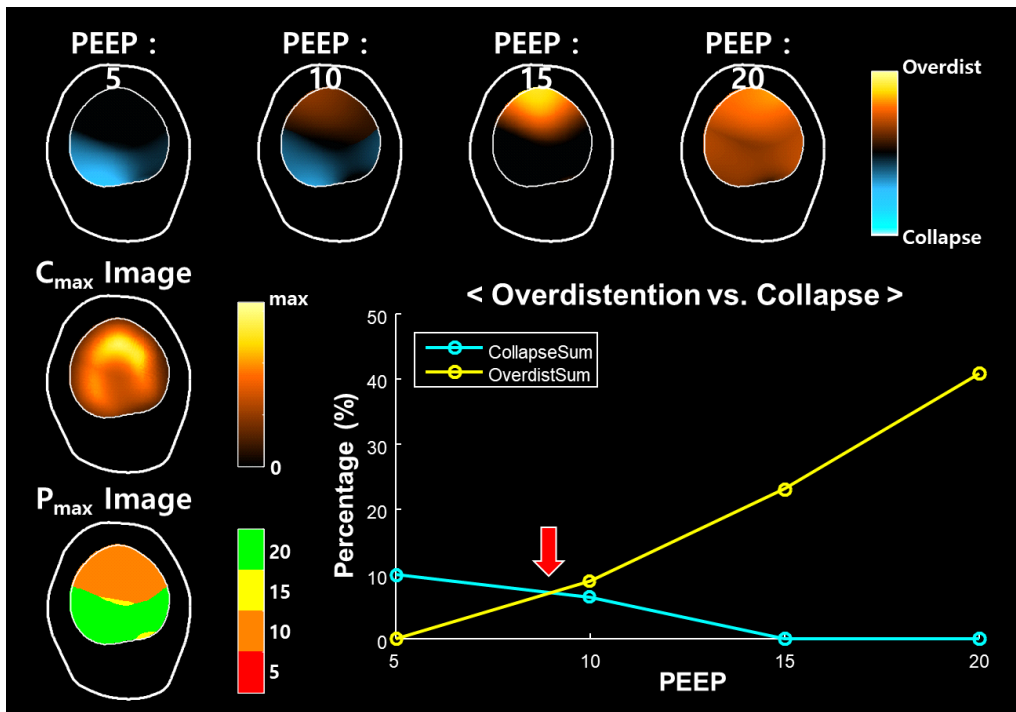 PEEP :
5
PEEP :
10
PEEP :
15
PEEP :
20
Overdist
Collapse
Cmax Image
max
0
Pmax Image
20
15
10
5
< Overdistention vs. Collapse >
CollapseSum
OverdistSum
Percentage (%)
50
40
30
20
10
0
5
10
15
20
PEEP